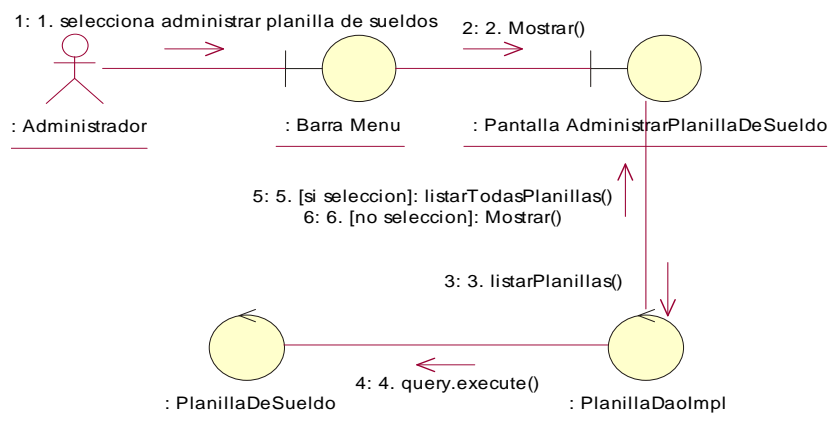 1: 1. selecciona administrar planilla de sueldos
2: 2. Mostrar()
: Administrador
: Barra Menu
: Pantalla AdministrarPlanillaDeSueldo
5: 5. [si seleccion]: listarTodasPlanillas()
6: 6. [no seleccion]: Mostrar()
3: 3. listarPlanillas()
4: 4. query.execute()
: PlanillaDeSueldo
: PlanillaDaoImpl